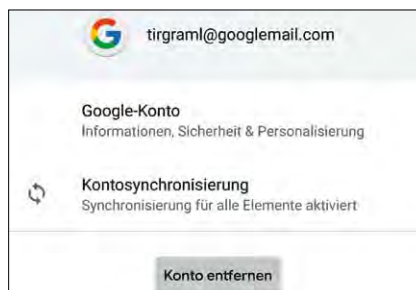 tirgraml@googlemail.com
Google-Konto
Informationen, Sicherheit & Personalisierung
Kontosynchronisierung
Synchronisierung für alle Elemente aktiviert
Konto entfernen